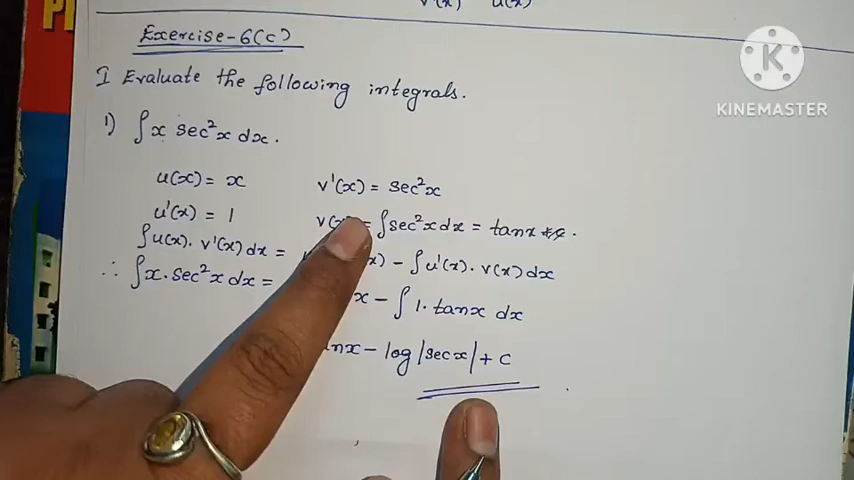 v'(x) u(x)
Exercise-6(c)
I Evaluate the following integrals.
KINEMASTER
1) ∫x sec²x dx.
u(x) = x v'(x) = sec²x
u'(x) = 1 = ∫sec²x dx = tanx
∫u(x). v'(x) dx = - ∫u'(x). v(x) dx
∴ ∫x. sec²x dx = x - ∫1. tanx dx
- log|secx| + c